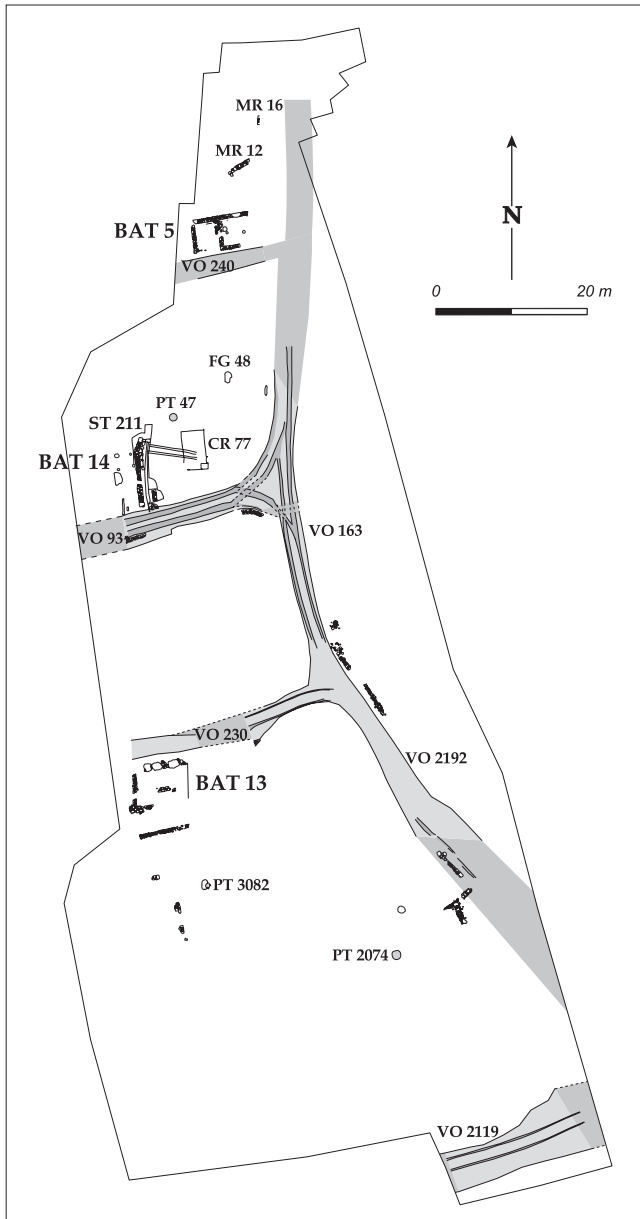 MR 16
MR 12
N
BAT 5
VO 240
0 20 m
FG 48
PT 47
ST 211
CR 77
BAT 14
VO 93
VO 163
VO 230
VO 2192
BAT 13
PT 3082
PT 2074
VO 2119